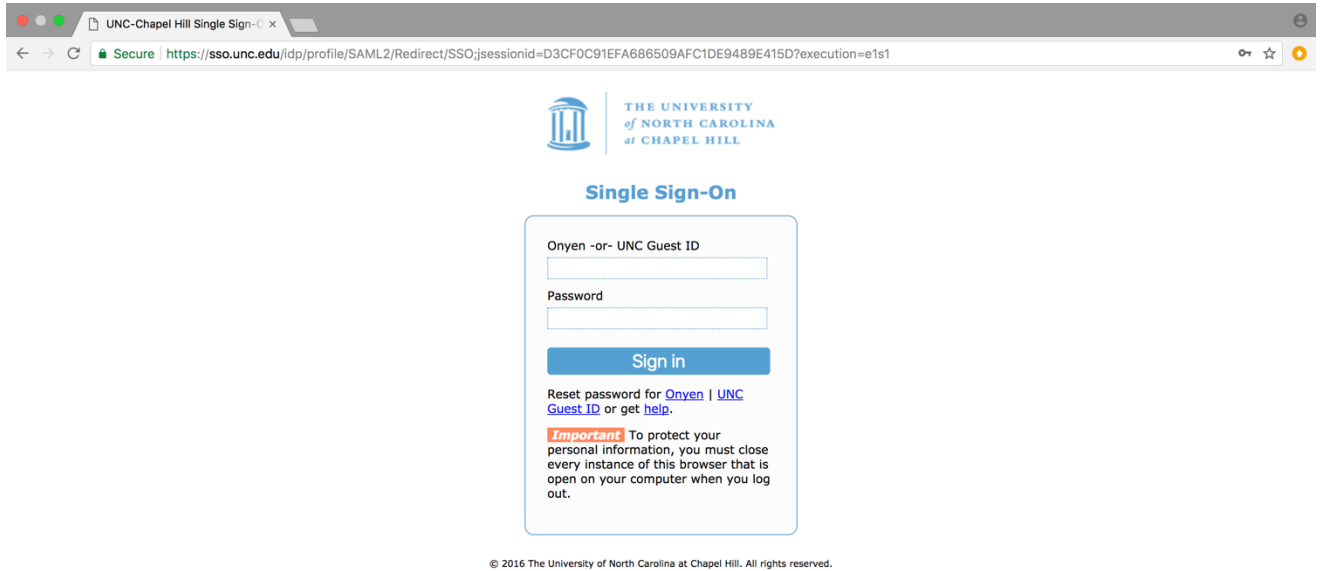 UNC-Chapel Hill Single Sign-O
Secure https://sso.unc.edu/idp/profile/SAML2/Redirect/SSO;jsessionid=D3CF0C91EFA686509AFC1DE9489E415D?execution=e1s1
THE UNIVERSITY
of NORTH CAROLINA
at CHAPEL HILL
Single Sign-On
Onyen -or- UNC Guest ID
Password
Sign in
Reset password for Onyen | UNC
Guest ID or get help.
Important To protect your
personal information, you must close
every instance of this browser that is
open on your computer when you log
out.
© 2016 The University of North Carolina at Chapel Hill. All rights reserved.